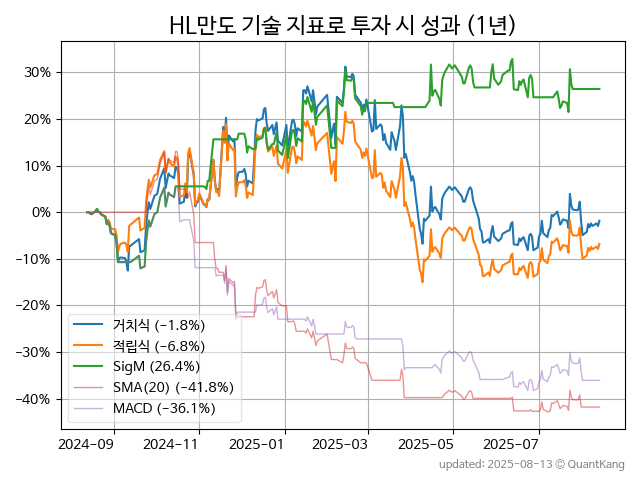 HL만도 기술 지표로 투자 시 성과 (1년)
30%
20%
10%
0%
−10%
−20%
−30%
−40%
거치식 (−1.8%)
적립식 (−6.8%)
SigM (26.4%)
SMA(20) (−41.8%)
MACD (−36.1%)
2024-09
2024-11
2025-01
2025-03
2025-05
2025-07
updated: 2025-08-13 © QuantKang